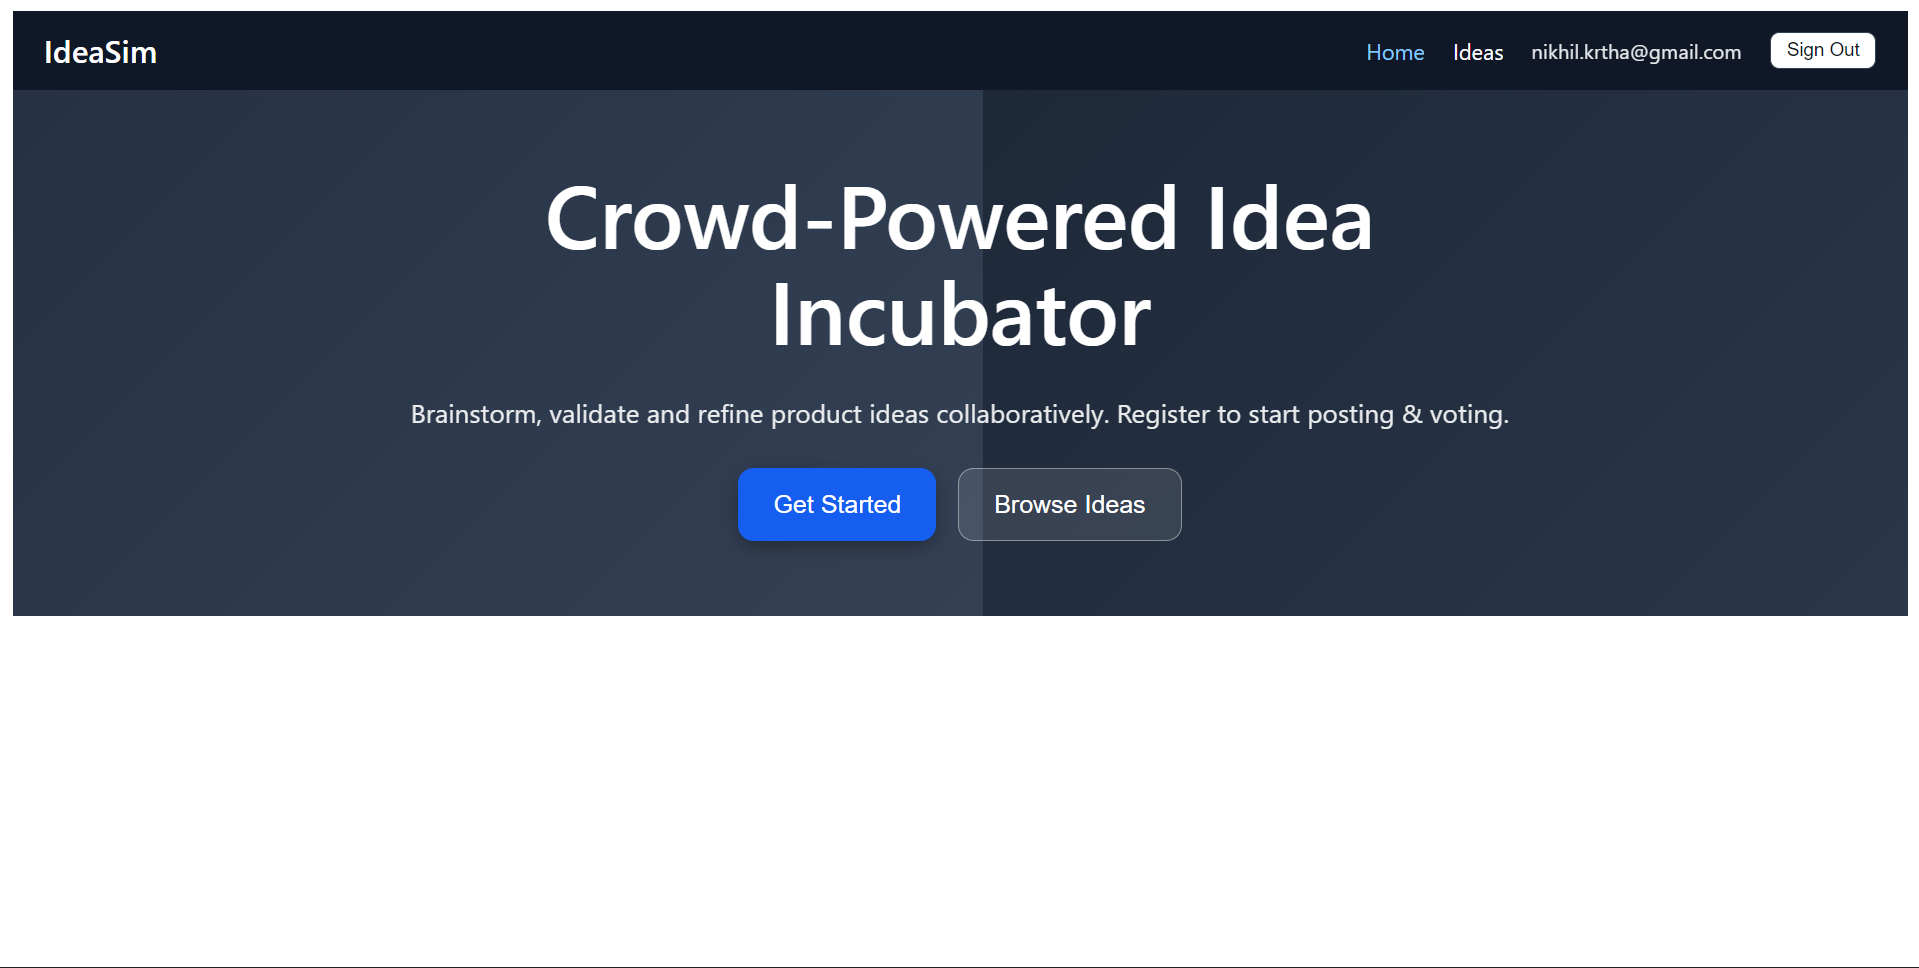 IdeaSim
Home Ideas nikhil.krtha@gmail.com Sign Out
Crowd-Powered Idea
Incubator
Brainstorm, validate and refine product ideas collaboratively. Register to start posting & voting.
Get Started Browse Ideas